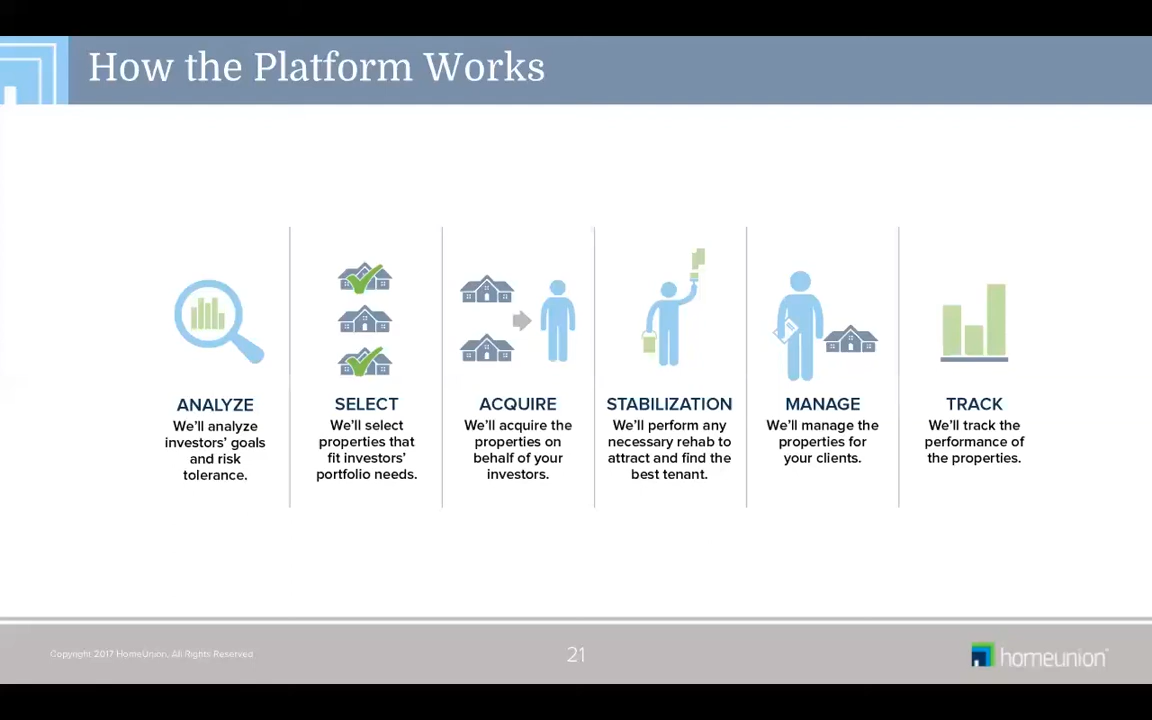 How the Platform Works
ANALYZE
We'll analyze
investors' goals
and risk
tolerance.
SELECT
We'll select
properties that
fit investors'
portfolio needs.
ACQUIRE
We'll acquire the
properties on
behalf of your
investors.
STABILIZATION
We'll perform any
necessary rehab to
attract and find the
best tenant.
MANAGE
We'll manage the
properties for
your clients.
TRACK
We'll track the
performance of
the properties.
Copyright 2017 HomeUnion, All Rights Reserved
21
homeunion